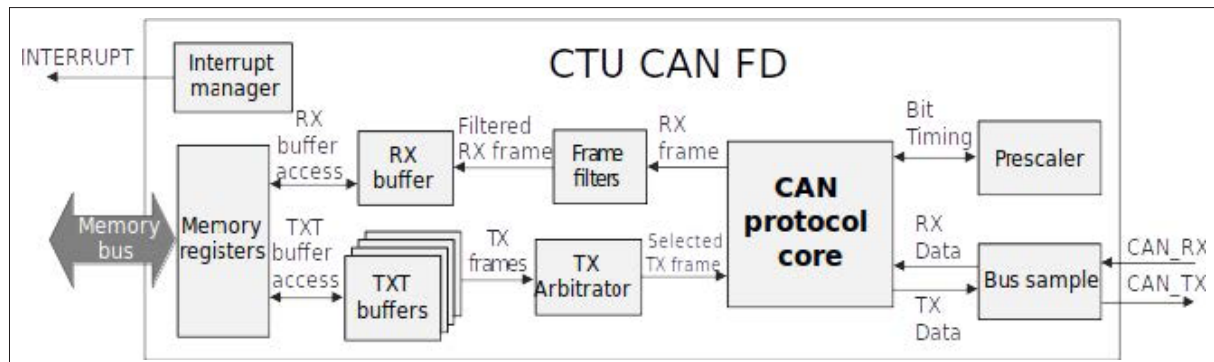 CTU CAN FD
INTERRUPT
Interrupt
manager
RX
buffer
access
RX
buffer
Filtered
RX frame
Frame
filters
RX
frame
CAN
protocol
core
Bit
Timing
Prescaler
Memory
bus
Memory
registers
TXT
buffer
access
TXT
buffers
TX
frames
TX
Arbitrator
Selected
TX frame
RX
Data
TX
Data
Bus sample
CAN_RX
CAN_TX